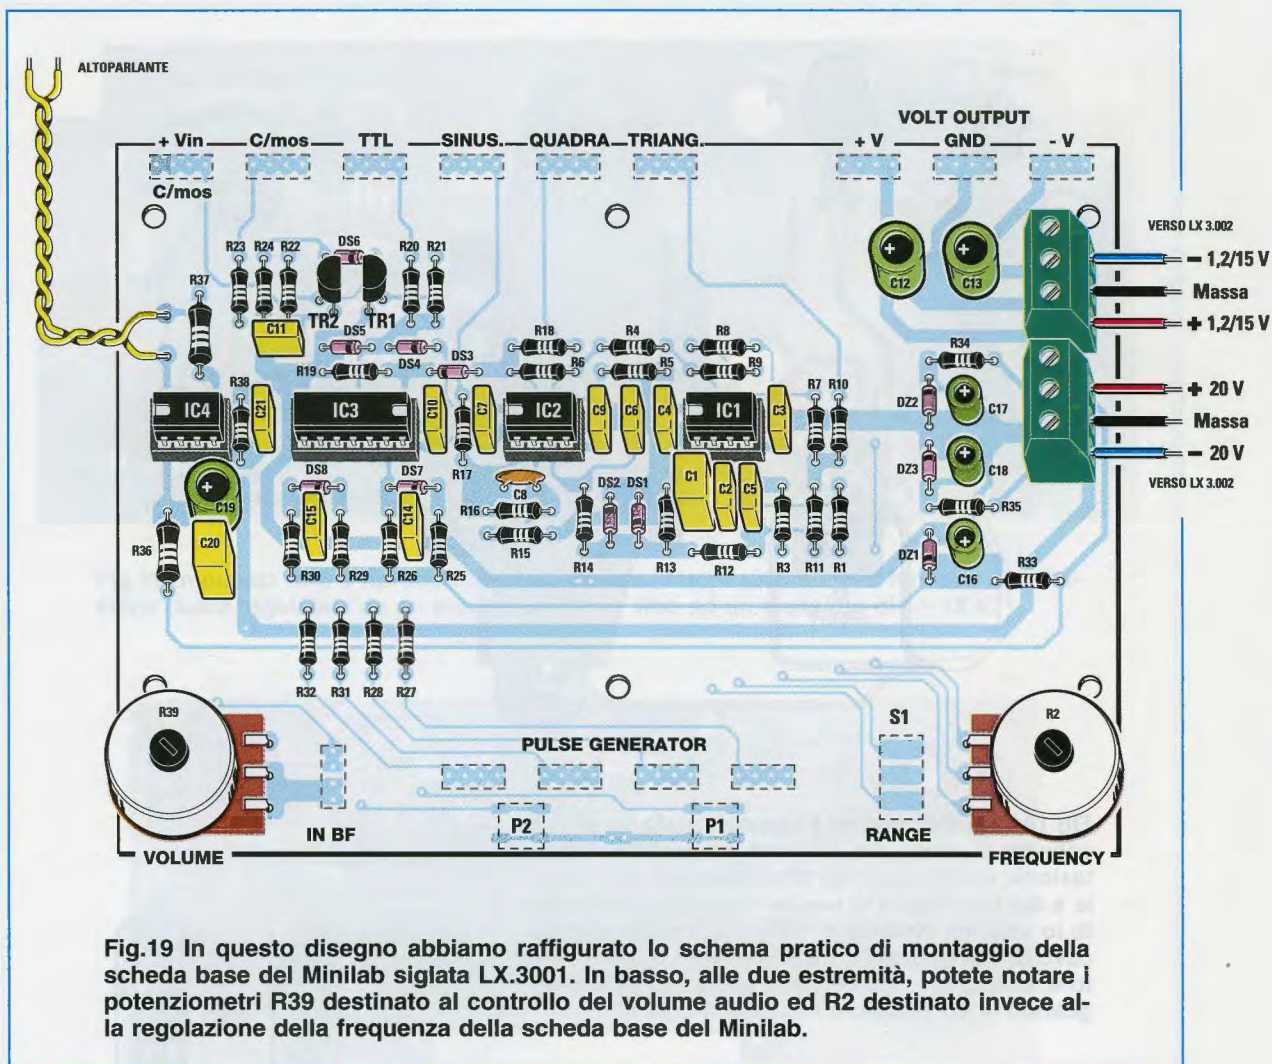 ALTOPARLANTE
VOLT OUTPUT
+ Vin C/mos TTL SINUS. QUADRA TRIANG. + V GND - V
C/mos
VERSO LX 3.002
- 1,2/15 V
Massa
+ 1,2/15 V
+ 20 V
Massa
- 20 V
VERSO LX 3.002
R23 R24 R22 DS6 R20 R21
R37
C12 C13
C11 TR2 TR1
DS5 DS4 DS3 R18 R4 R8
R19 R6 R5 R9 R34
R38 R7 R10 DZ2 C17
IC4 C21 IC3 C10 C7 IC2 C9 C6 C4 IC1 C3
R17
DS8 DS7 C8 C1 C2 C5 DZ3 C18
C19 R16 DS2 DS1 R35
C15 C14
R36 C20 R15 DZ1
R30 R29 R26 R25 R14 R13 R12 R3 R11 R1 C16 R33
R32 R31 R28 R27
R39 S1 R2
PULSE GENERATOR
IN BF P2 P1 RANGE
VOLUME FREQUENCY
Fig.19 In questo disegno abbiamo raffigurato lo schema pratico di montaggio della
scheda base del Minilab siglata LX.3001. In basso, alle due estremità, potete notare i
potenziometri R39 destinato al controllo del volume audio ed R2 destinato invece al-
la regolazione della frequenza della scheda base del Minilab.